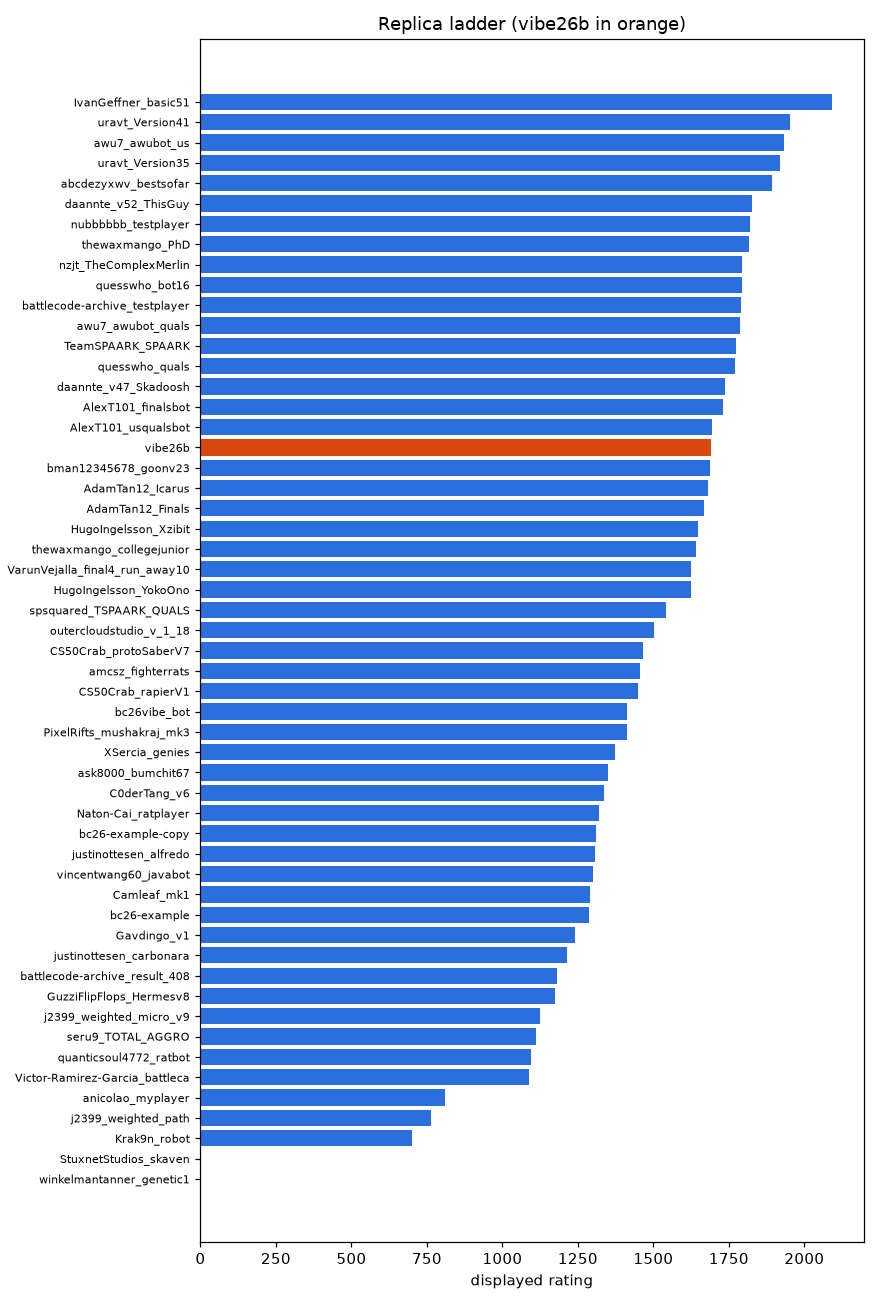 Replica ladder (vibe26b in orange)
IvanGeffner_basic51
uravt_Version41
awu7_awubot_us
uravt_Version35
abcdezyxwv_bestsofar
daannte_v52_ThisGuy
nubbbbbb_testplayer
thewaxmango_PhD
nzjt_TheComplexMerlin
quesswho_bot16
battlecode-archive_testplayer
awu7_awubot_quals
TeamSPAARK_SPAARK
quesswho_quals
daannte_v47_Skadoosh
AlexT101_finalsbot
AlexT101_usqualsbot
vibe26b
bman12345678_goonv23
AdamTan12_Icarus
AdamTan12_Finals
HugoIngelsson_Xzibit
thewaxmango_collegejunior
VarunVejalla_final4_run_away10
HugoIngelsson_YokoOno
spsquared_TSPAARK_QUALS
outercloudstudio_v_1_18
CS50Crab_protoSaberV7
amcsz_fighterrats
CS50Crab_rapierV1
bc26vibe_bot
PixelRifts_mushakraj_mk3
XSercia_genies
ask8000_bumchit67
C0derTang_v6
Naton-Cai_ratplayer
bc26-example-copy
justinottesen_alfredo
vincentwang60_javabot
Camleaf_mk1
bc26-example
Gavdingo_v1
justinottesen_carbonara
battlecode-archive_result_408
GuzziFlipFlops_Hermesv8
j2399_weighted_micro_v9
seru9_TOTAL_AGGRO
quanticsoul4772_ratbot
Victor-Ramirez-Garcia_battleca
anicolao_myplayer
j2399_weighted_path
Krak9n_robot
StuxnetStudios_skaven
winkelmantanner_genetic1
0 250 500 750 1000 1250 1500 1750 2000
displayed rating